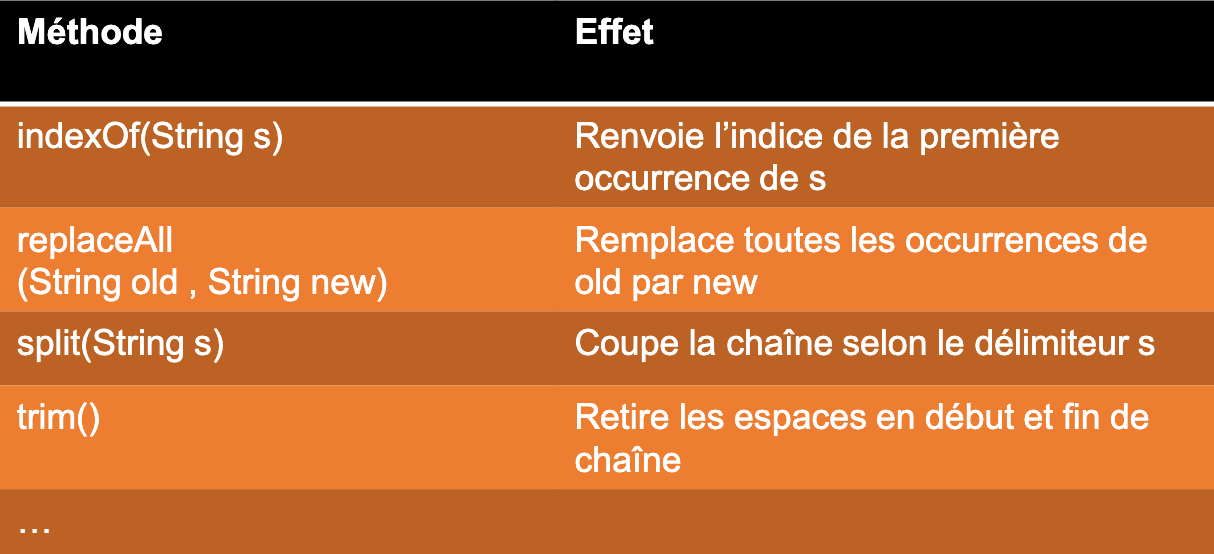 Méthode
Effet
indexOf(String s)
Renvoie l’indice de la première
occurrence de s
replaceAll
(String old , String new)
Remplace toutes les occurrences de
old par new
split(String s)
Coupe la chaîne selon le délimiteur s
trim()
Retire les espaces en début et fin de
chaîne
…